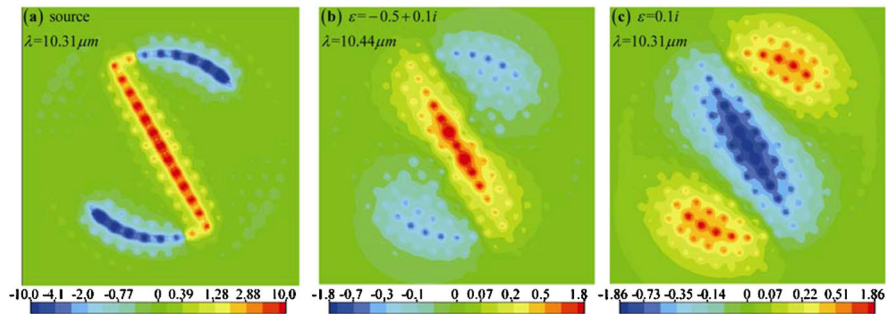 (a) source
λ=10.31μm
(b) ε=−0.5+0.1i
λ=10.44μm
(c) ε=0.1i
λ=10.31μm
-10.0 -4,1 -2,0 -0,77 0 0.39 1,28 2,88 10,0
-1.8 -0,7 -0,3 -0,1 0 0.07 0,2 0,5 1.8
-1.86 -0,73 -0,35 -0,14 0 0.07 0,22 0,51 1.86